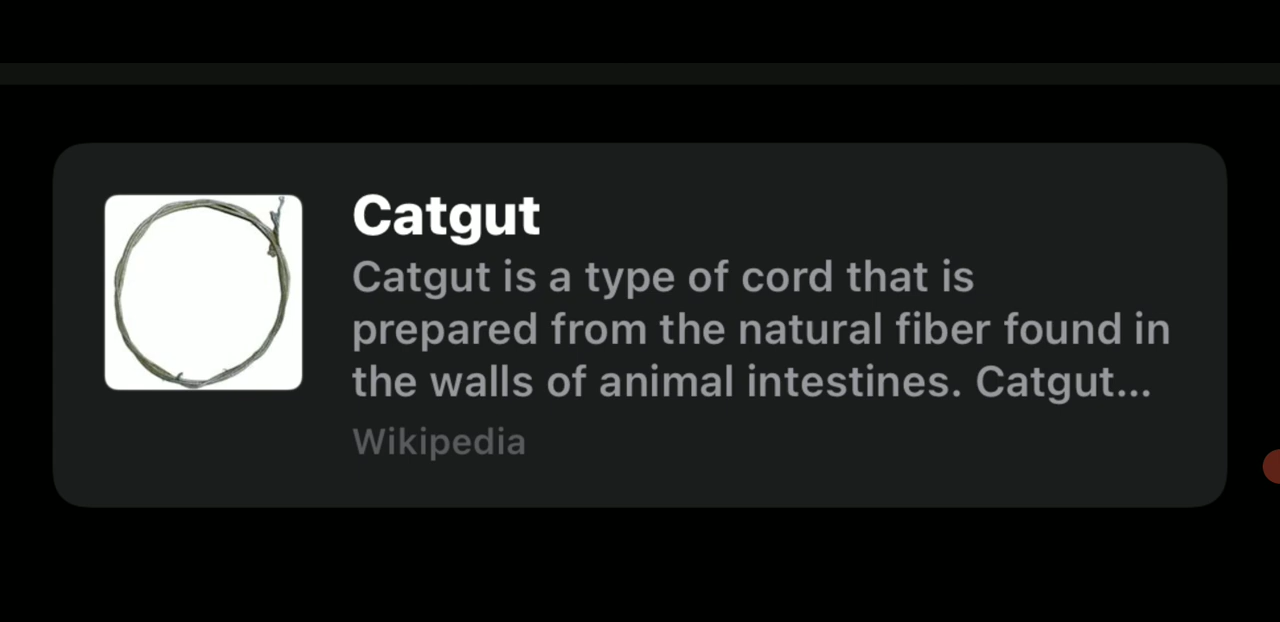 Catgut
Catgut is a type of cord that is
prepared from the natural fiber found in
the walls of animal intestines. Catgut...
Wikipedia